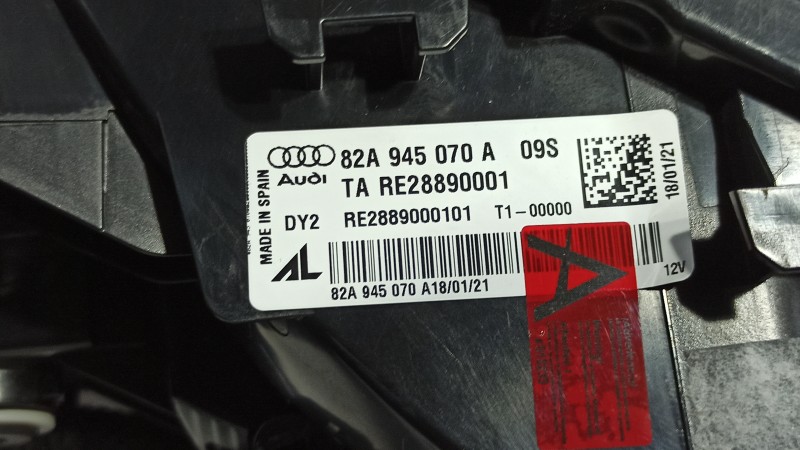 Audi
82A 945 070 A 09S
TA RE28890001
DY2 RE2889000101 T1-00000
MADE IN SPAIN
AL
18/01/21
12V
82A 945 070 A18/01/21
A